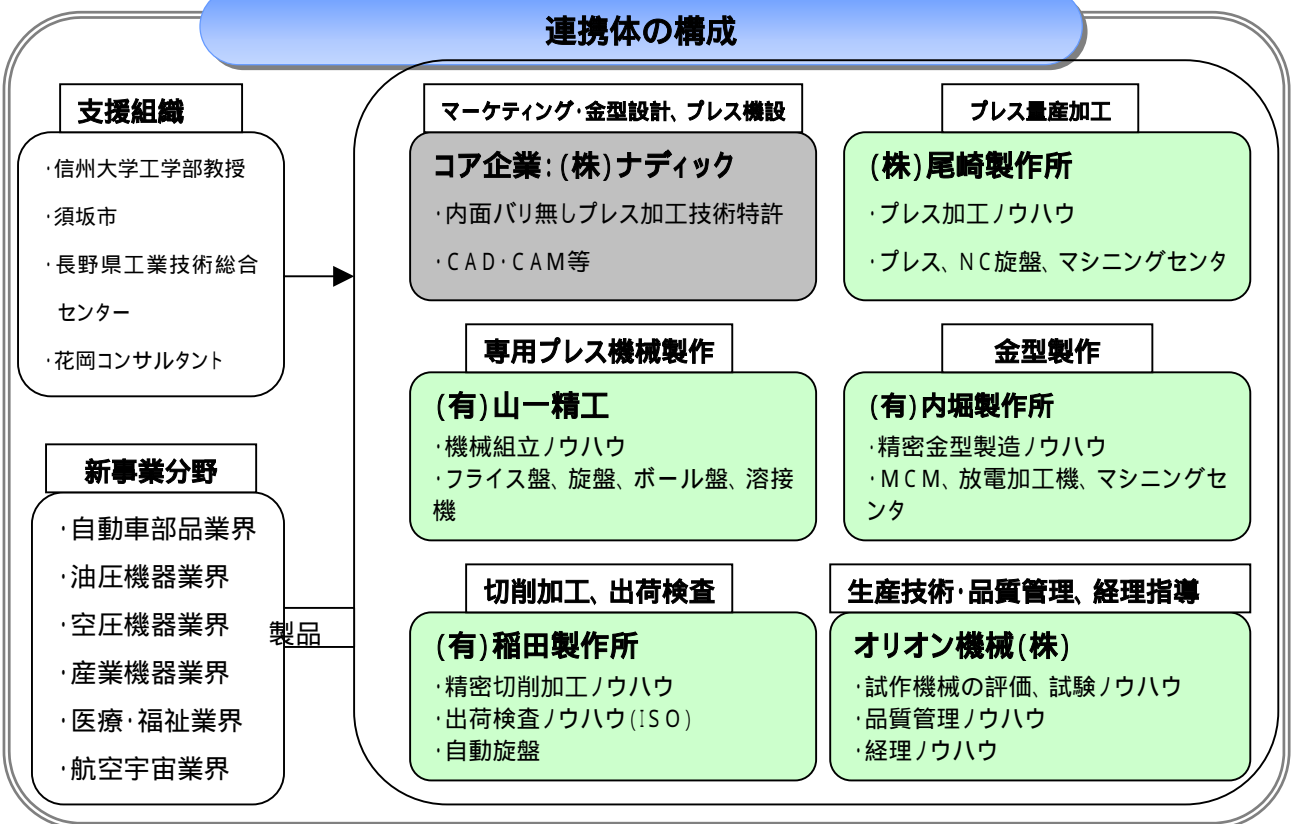 連携体の構成
支援組織
･信州大学工学部教授
･須坂市
･長野県工業技術総合
センター
･花岡コンサルタント
新事業分野
･自動車部品業界
･油圧機器業界
･空圧機器業界
･産業機器業界
･医療･福祉業界
･航空宇宙業界
製品
マーケティング･金型設計、プレス機設
コア企業：(株)ナディック
･内面バリ無しプレス加工技術特許
･CAD･CAM等
プレス量産加工
(株)尾崎製作所
･プレス加工ノウハウ
･プレス、NC旋盤、マシニングセンタ
専用プレス機械製作
(有)山一精工
･機械組立ノウハウ
･フライス盤、旋盤、ボール盤、溶接
機
金型製作
(有)内堀製作所
･精密金型製造ノウハウ
･MCM、放電加工機、マシニングセ
ンタ
切削加工、出荷検査
(有)稲田製作所
･精密切削加工ノウハウ
･出荷検査ノウハウ(ISO)
･自動旋盤
生産技術･品質管理、経理指導
オリオン機械(株)
･試作機械の評価、試験ノウハウ
･品質管理ノウハウ
･経理ノウハウ